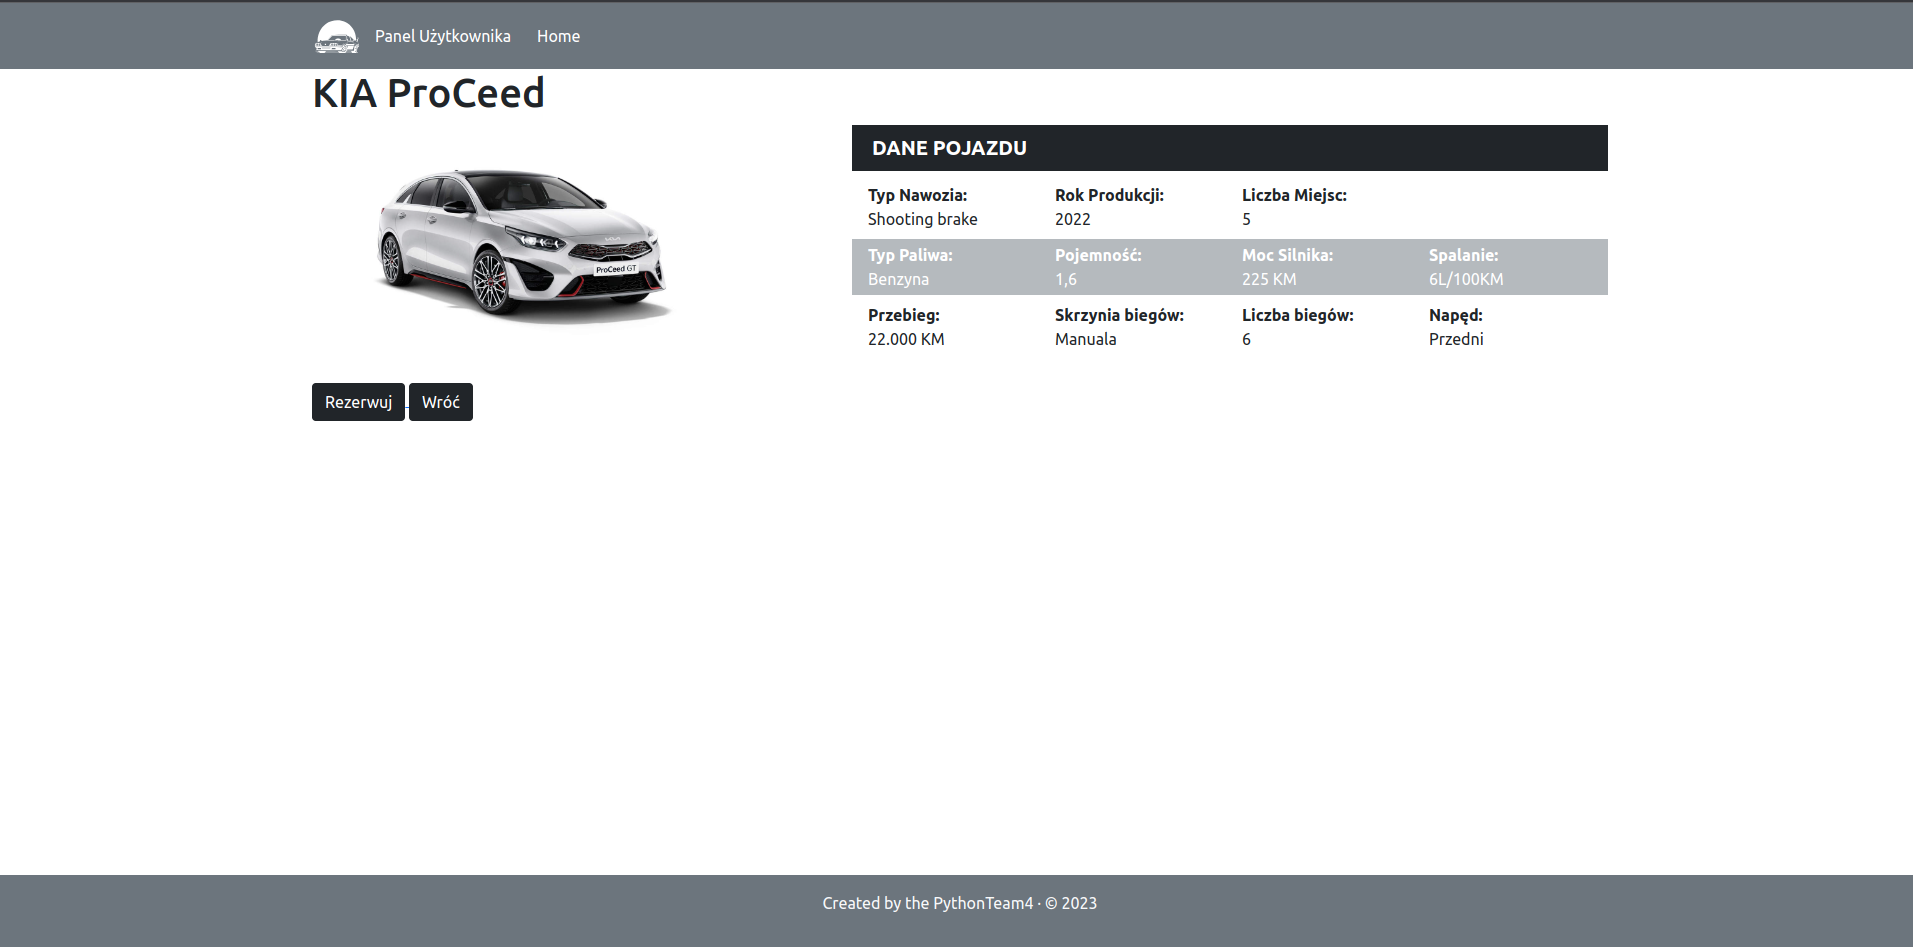 Panel Użytkownika Home
KIA ProCeed
DANE POJAZDU
Typ Nawozia: Rok Produkcji: Liczba Miejsc:
Shooting brake 2022 5
Typ Paliwa: Pojemność: Moc Silnika: Spalanie:
Benzyna 1,6 225 KM 6L/100KM
Przebieg: Skrzynia biegów: Liczba biegów: Napęd:
22.000 KM Manuala 6 Przedni
ProCeed GT
Rezerwuj Wróć
Created by the PythonTeam4 · © 2023